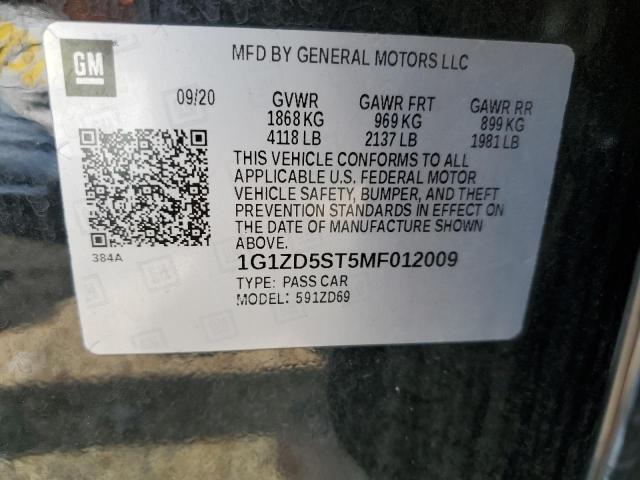 GM
MFD BY GENERAL MOTORS LLC
09/20 GVWR GAWR FRT GAWR RR
1868 KG 969 KG 899 KG
4118 LB 2137 LB 1981 LB
THIS VEHICLE CONFORMS TO ALL
APPLICABLE U.S. FEDERAL MOTOR
VEHICLE SAFETY, BUMPER, AND THEFT
PREVENTION STANDARDS IN EFFECT ON
THE DATE OF MANUFACTURE SHOWN
ABOVE.
384A
1G1ZD5ST5MF012009
TYPE: PASS CAR
MODEL: 591ZD69